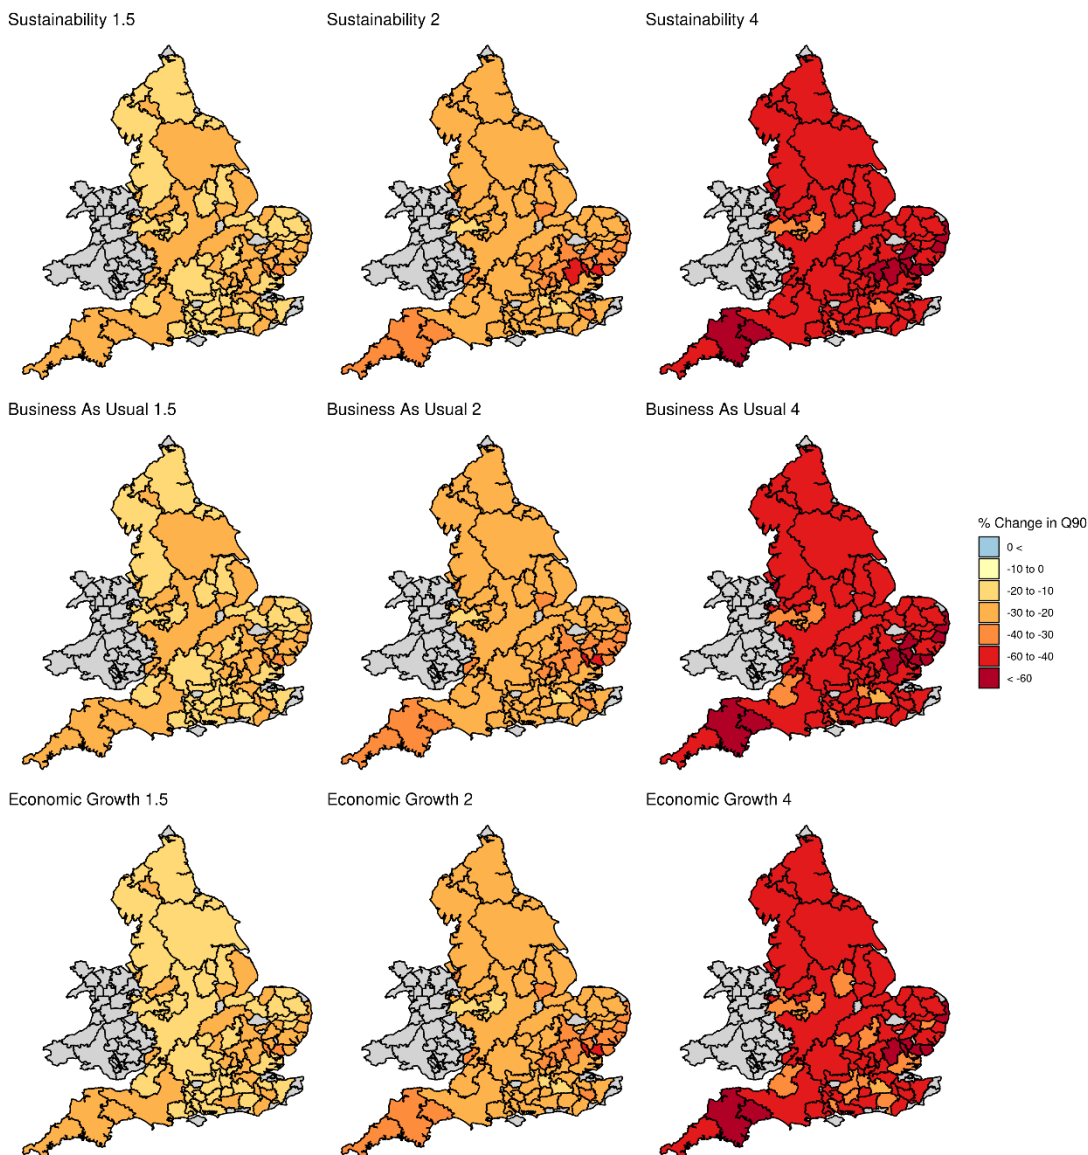 Sustainability 1.5
Sustainability 2
Sustainability 4
Business As Usual 1.5
Business As Usual 2
Business As Usual 4
% Change in Q90
0 <
-10 to 0
-20 to -10
-30 to -20
-40 to -30
-60 to -40
< -60
Economic Growth 1.5
Economic Growth 2
Economic Growth 4